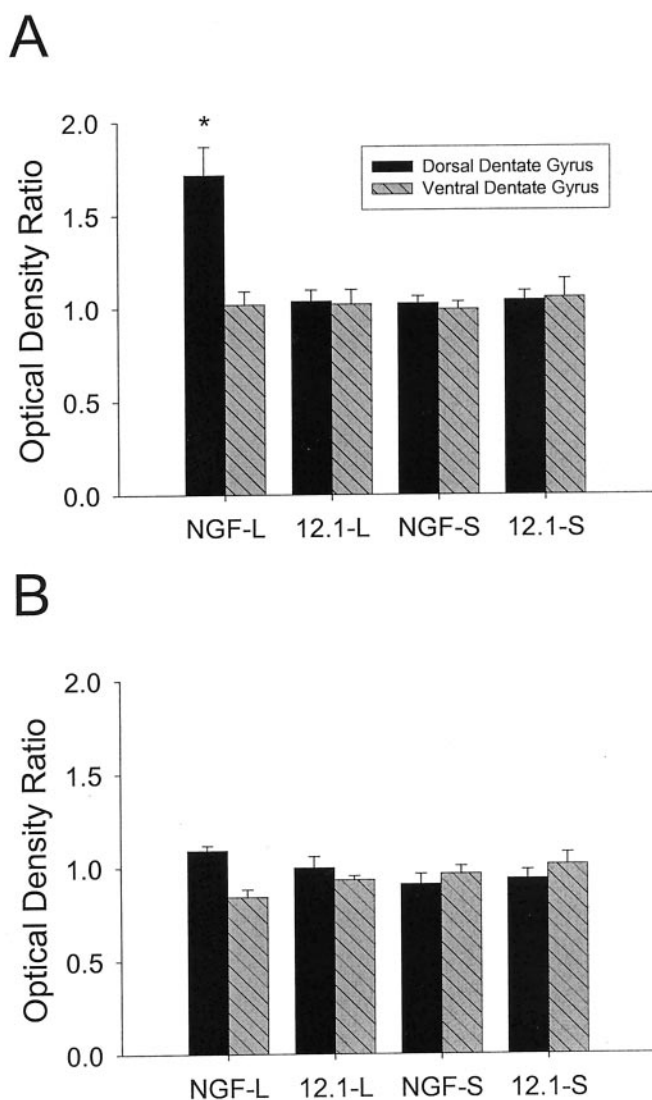 A
*
2.0
1.5
1.0
0.5
0.0
Optical Density Ratio
Dorsal Dentate Gyrus
Ventral Dentate Gyrus
NGF-L 12.1-L NGF-S 12.1-S
B
2.0
1.5
1.0
0.5
0.0
Optical Density Ratio
NGF-L 12.1-L NGF-S 12.1-S